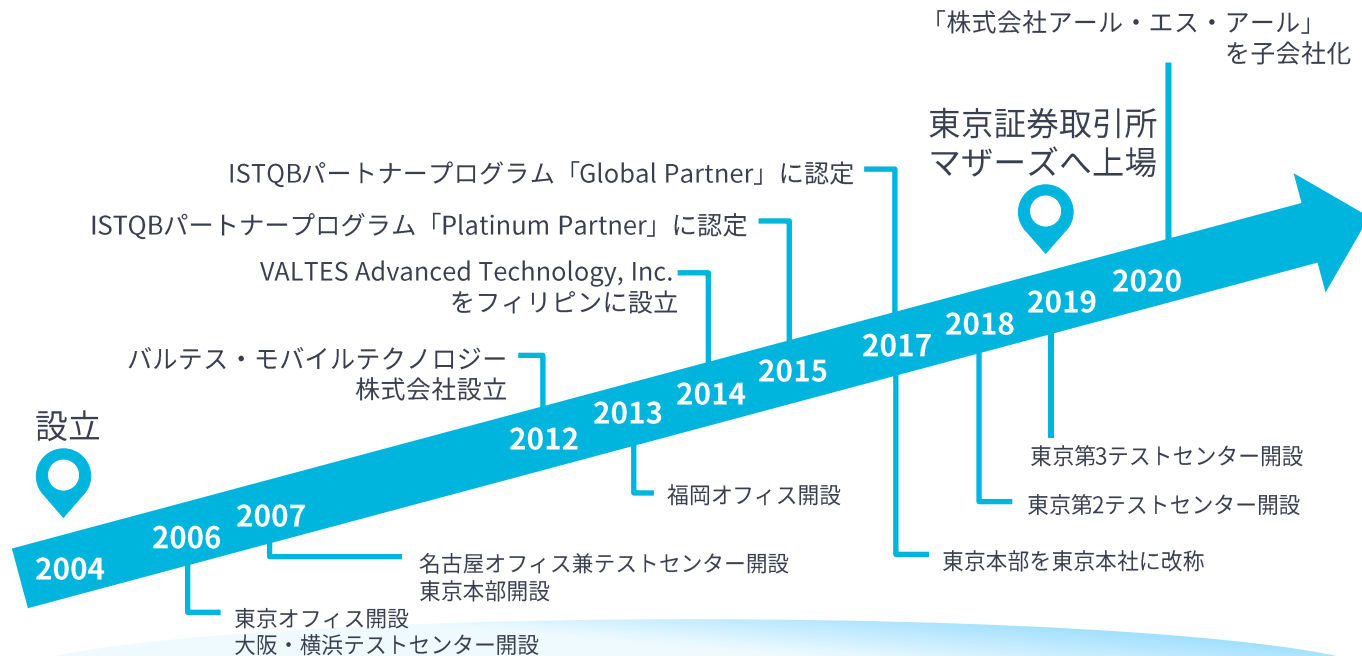 「株式会社アール・エス・アール」
を子会社化
東京証券取引所
マザーズへ上場
ISTQBパートナープログラム「Global Partner」に認定
ISTQBパートナープログラム「Platinum Partner」に認定
VALTES Advanced Technology, Inc.
をフィリピンに設立
バルテス・モバイルテクノロジー
株式会社設立
設立
2004
2006
2007
2012
2013
2014
2015
2017
2018
2019
2020
東京第3テストセンター開設
東京第2テストセンター開設
福岡オフィス開設
東京本部を東京本社に改称
名古屋オフィス兼テストセンター開設
東京本部開設
東京オフィス開設
大阪・横浜テストセンター開設